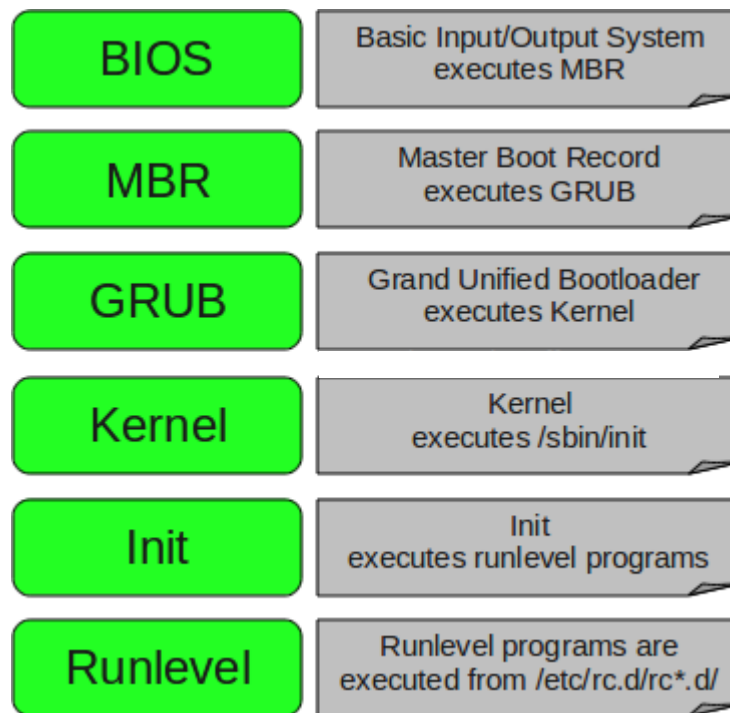 BIOS
Basic Input/Output System
executes MBR
MBR
Master Boot Record
executes GRUB
GRUB
Grand Unified Bootloader
executes Kernel
Kernel
Kernel
executes /sbin/init
Init
Init
executes runlevel programs
Runlevel
Runlevel programs are
executed from /etc/rc.d/rc*.d/